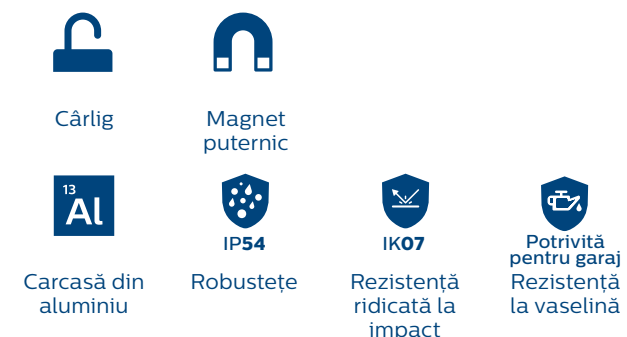 Cârlig
Magnet
puternic
13
Al
Carcasă din
aluminiu
IP54
Robustețe
IK07
Rezistență
ridicată la
impact
Potrivită
pentru garaj
Rezistență
la vaselină